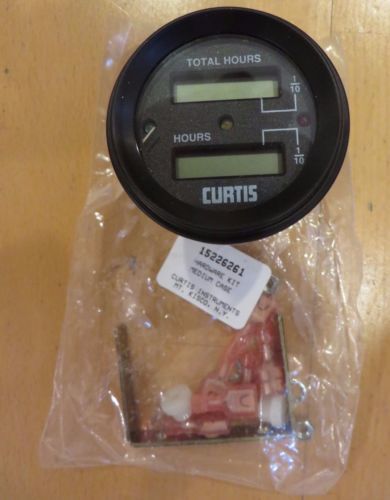 TOTAL HOURS
1
10
HOURS
1
10
CURTIS
15226261
HARDWARE KIT
MEDIUM CASE
CURTIS INSTRUMENTS
MT. KISCO, N.Y.